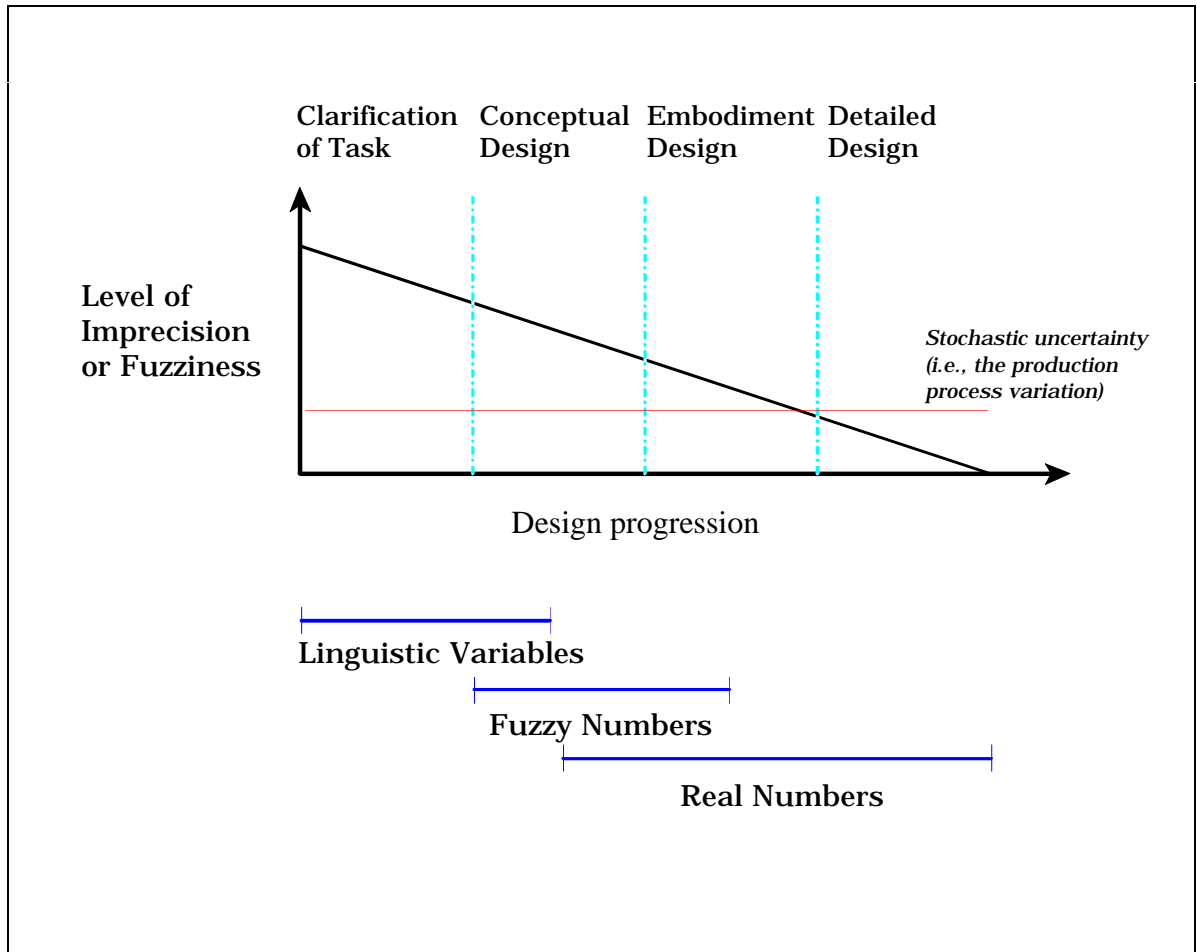 Clarification
of Task
Conceptual
Design
Embodiment
Design
Detailed
Design
Level of
Imprecision
or Fuzziness
Stochastic uncertainty
(i.e., the production
process variation)
Design progression
Linguistic Variables
Fuzzy Numbers
Real Numbers